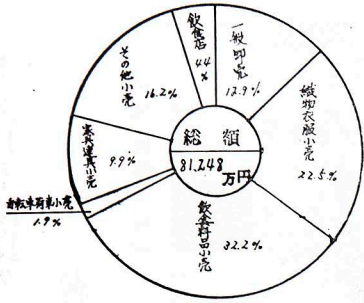 一般卸売
12.9%
織物衣服小売
22.5%
飲食料品小売
32.2%
自転車荷車小売
1.9%
家具建具小売
9.9%
その他小売
16.2%
飲食店
4.4%
総額
81.248
万円